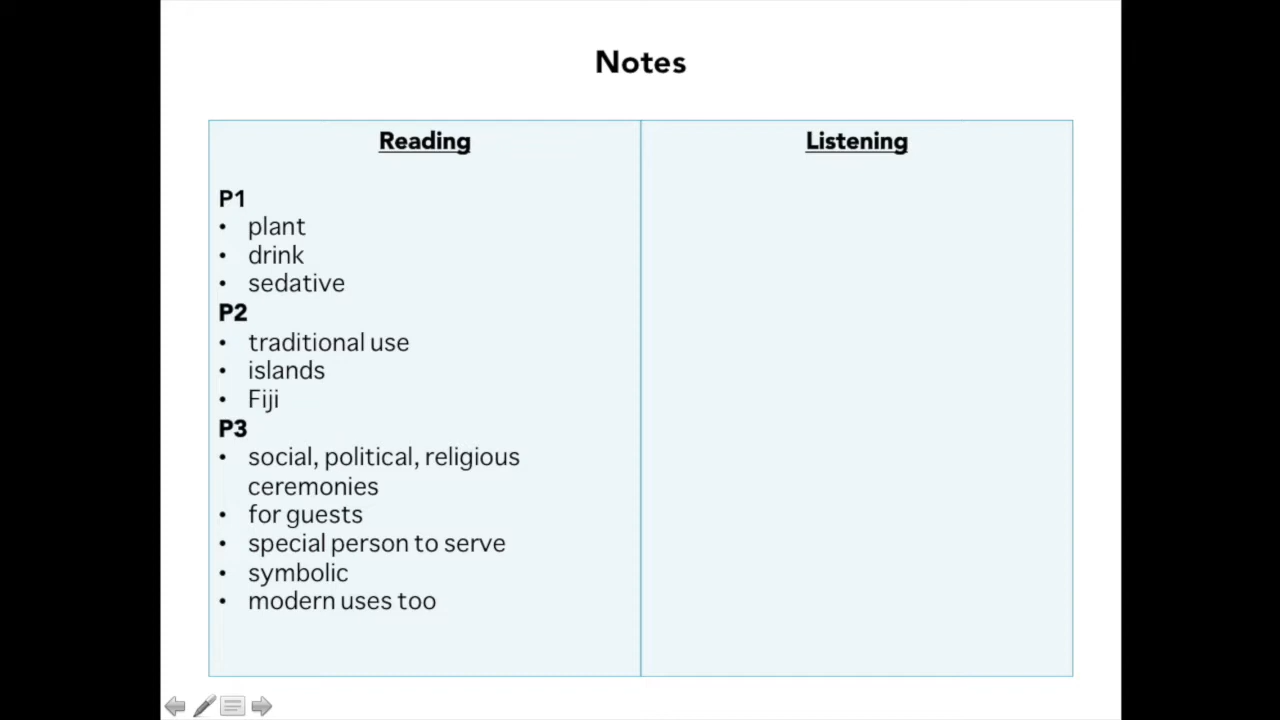 Notes
Reading
P1
• plant
• drink
• sedative
P2
• traditional use
• islands
• Fiji
P3
• social, political, religious
ceremonies
• for guests
• special person to serve
• symbolic
• modern uses too
Listening